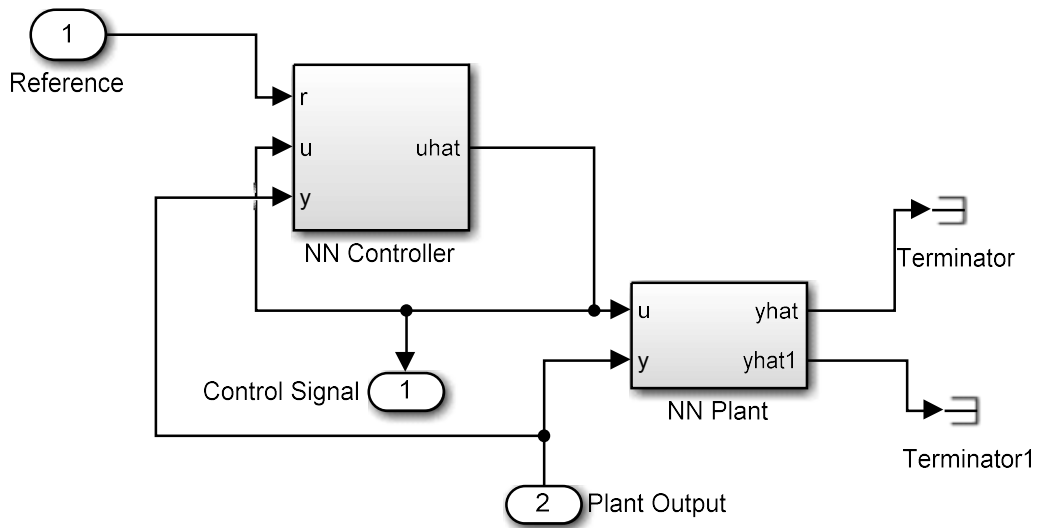 1
Reference
r
u
uhat
y
NN Controller
Terminator
u
yhat
y
yhat1
NN Plant
Control Signal
1
Terminator1
2
Plant Output